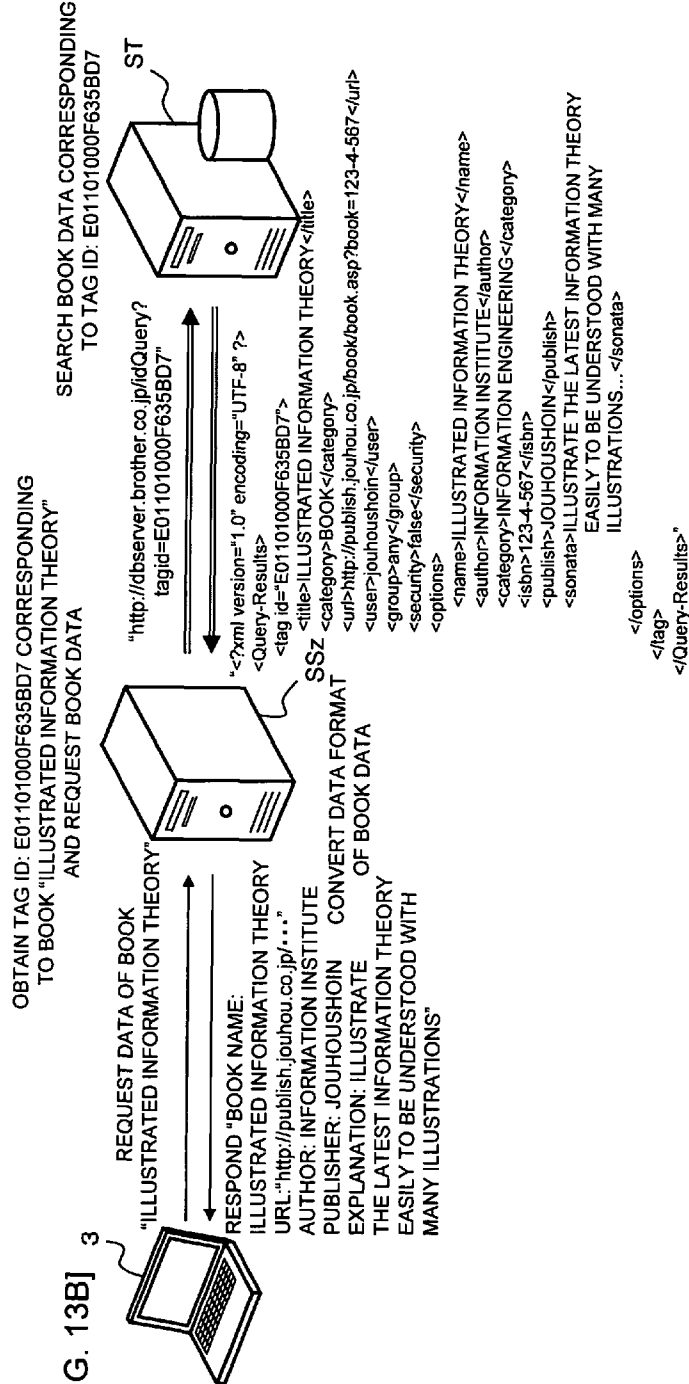 G. 13B]
3
REQUEST DATA OF BOOK
"ILLUSTRATED INFORMATION THEORY"
RESPOND "BOOK NAME:
ILLUSTRATED INFORMATION THEORY
URL:"http://publish.jouhou.co.jp/···"
AUTHOR: INFORMATION INSTITUTE
PUBLISHER: JOUHOUSHOIN
EXPLANATION: ILLUSTRATE
THE LATEST INFORMATION THEORY
EASILY TO BE UNDERSTOOD WITH
MANY ILLUSTRATIONS"
OBTAIN TAG ID: E01101000F635BD7 CORRESPONDING
TO BOOK "ILLUSTRATED INFORMATION THEORY"
AND REQUEST BOOK DATA
SSz
CONVERT DATA FORMAT
OF BOOK DATA
"http://dbserver.brother.co.jp/idQuery?
tagid=E01101000F635BD7"
"<?xml version="1.0" encoding="UTF-8" ?>
<Query-Results>
<tag id="E01101000F635BD7">
<title>ILLUSTRATED INFORMATION THEORY</title>
<category>BOOK</category>
<url>http://publish.jouhou.co.jp/book/book.asp?book=123-4-567</url>
<user>jouhoushoin</user>
<group>any</group>
<security>false</security>
<options>
<name>ILLUSTRATED INFORMATION THEORY</name>
<author>INFORMATION INSTITUTE</author>
<category>INFORMATION ENGINEERING</category>
<isbn>123-4-567</isbn>
<publish>JOUHOUSHOIN</publish>
<sonata>ILLUSTRATE THE LATEST INFORMATION THEORY
EASILY TO BE UNDERSTOOD WITH MANY
ILLUSTRATIONS...</sonata>
</options>
</tag>
</Query-Results>"
SEARCH BOOK DATA CORRESPONDING
TO TAG ID: E01101000F635BD7
ST